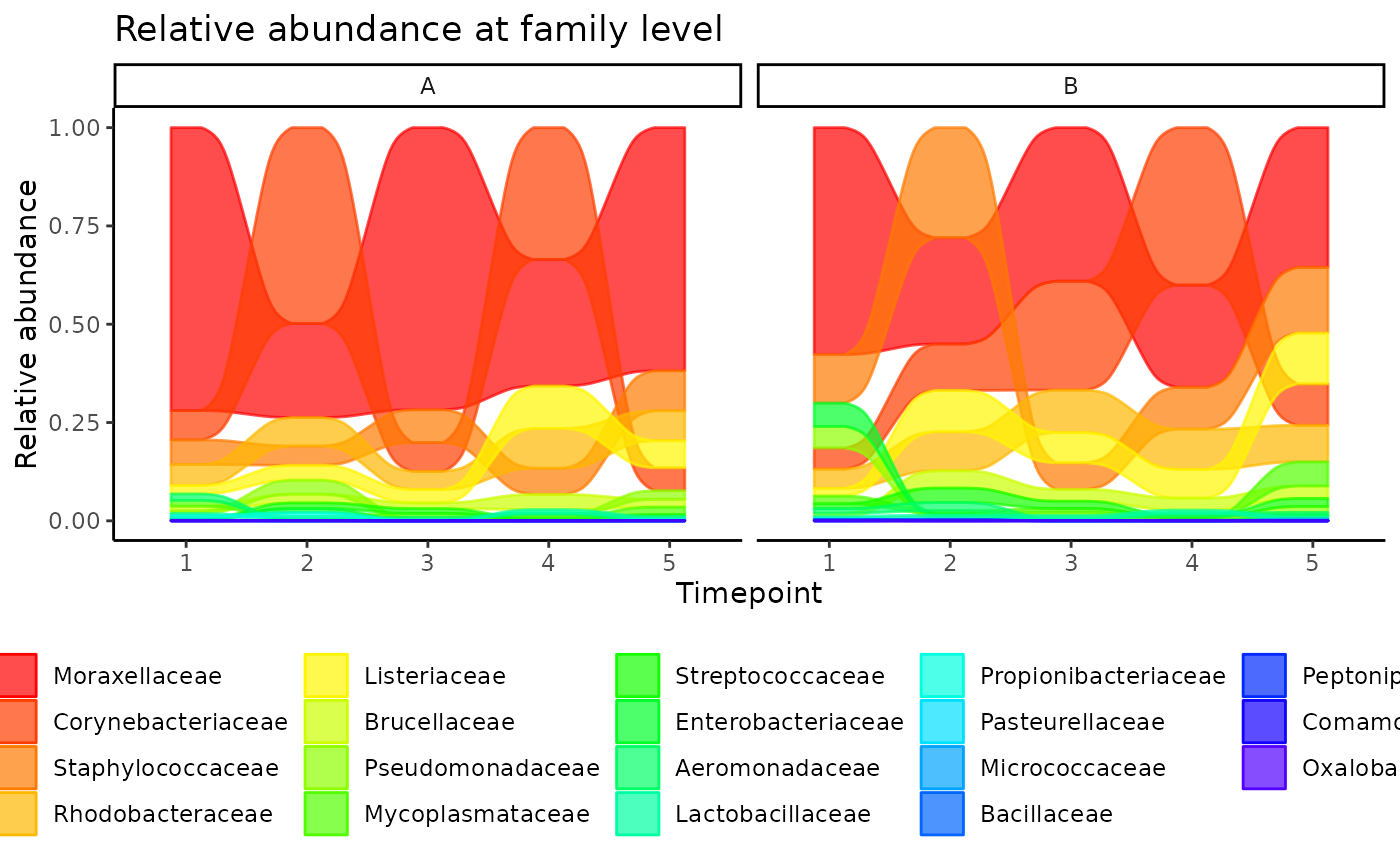 Relative abundance at family level
A B
1.00
0.75
0.50
0.25
0.00
Relative abundance
1 2 3 4 5 1 2 3 4 5
Timepoint
Moraxellaceae Listeriaceae Streptococcaceae Propionibacteriaceae Peptonip
Corynebacteriaceae Brucellaceae Enterobacteriaceae Pasteurellaceae
Staphylococcaceae Pseudomonadaceae Aeromonadaceae Micrococcaceae Oxaloba
Rhodobacteraceae Mycoplasmataceae Lactobacillaceae Bacillaceae